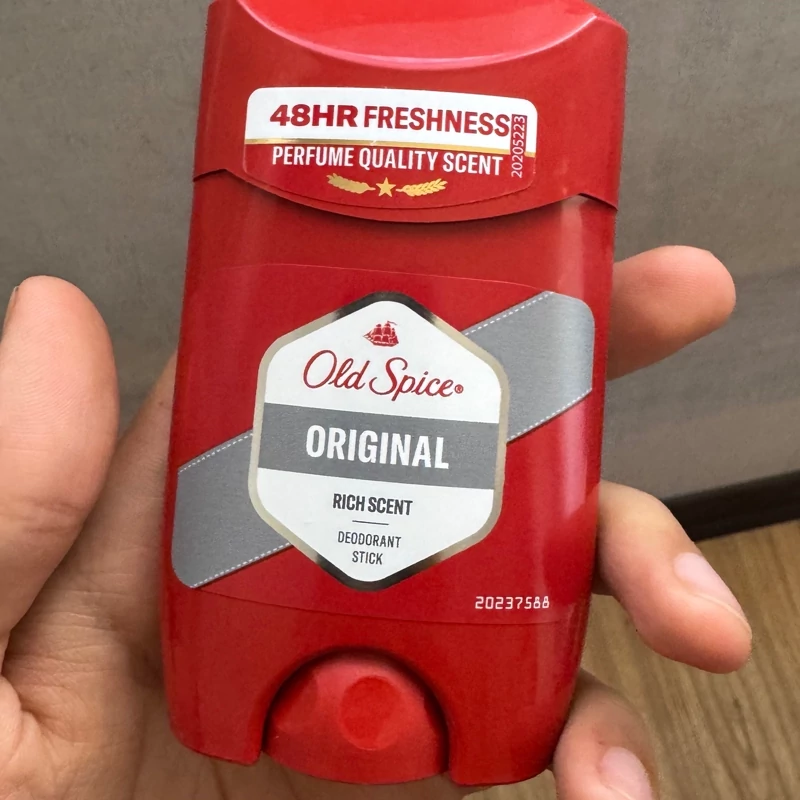 48HR FRESHNESS
PERFUME QUALITY SCENT
20205223
Old Spice®
ORIGINAL
RICH SCENT
DEODORANT
STICK
20237588